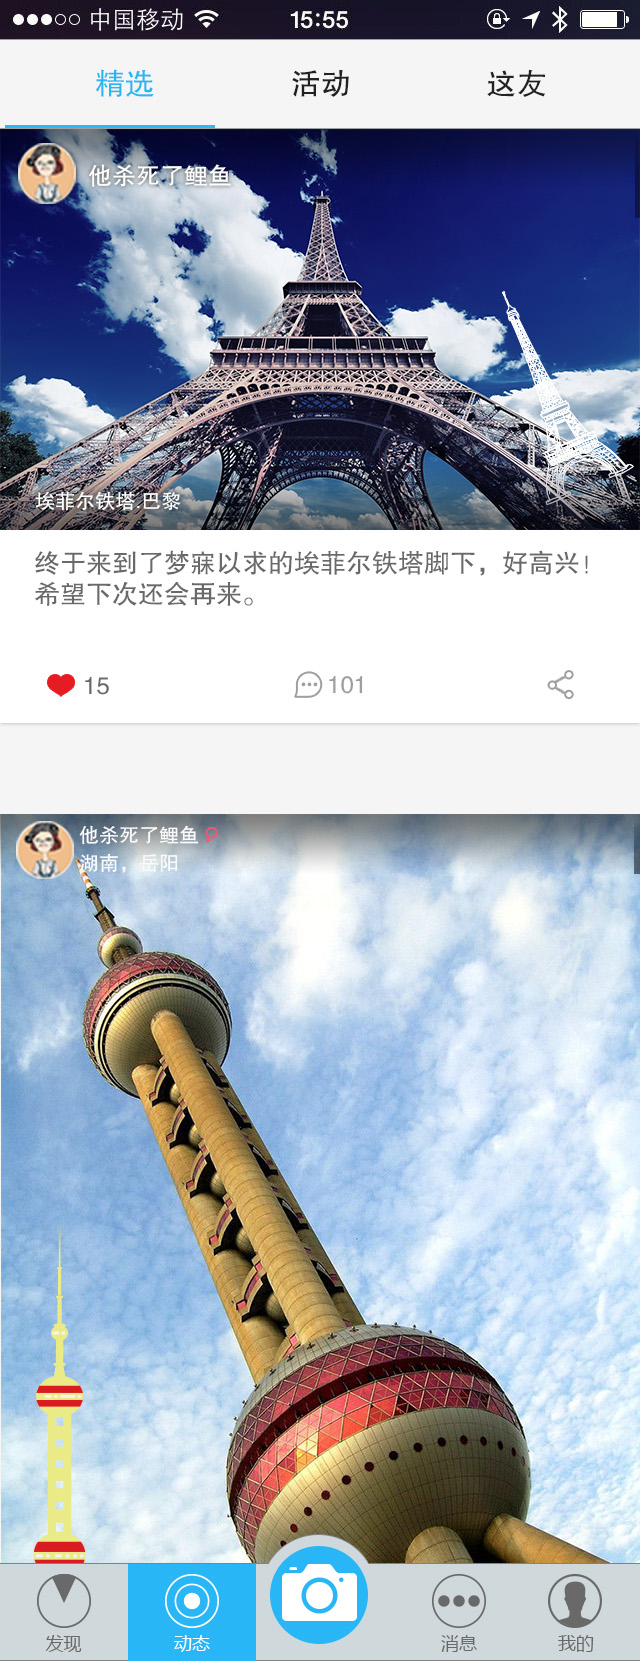 中国移动 15:55
精选 活动 这友
他杀死了鲤鱼
埃菲尔铁塔.巴黎
终于来到了梦寐以求的埃菲尔铁塔脚下，好高兴！
希望下次还会再来。
15 101
他杀死了鲤鱼
湖南，岳阳
发现 动态 消息 我的